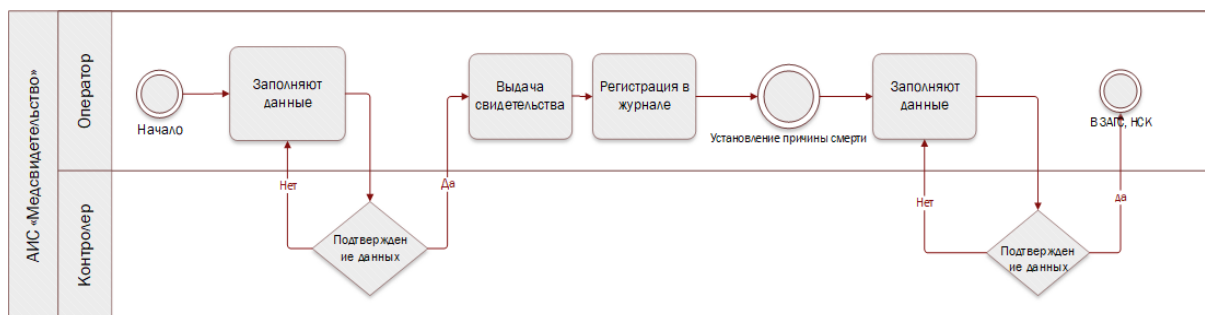 АИС «Медсвидетельство»
Оператор
Контролер
Начало
Заполняют
данные
Нет
Подтвержден
ие данных
Да
Выдача
свидетельства
Регистрация в
журнале
Установление причины смерти
Заполняют
данные
Нет
Подтвержден
ие данных
да
В ЗАГС, НСК